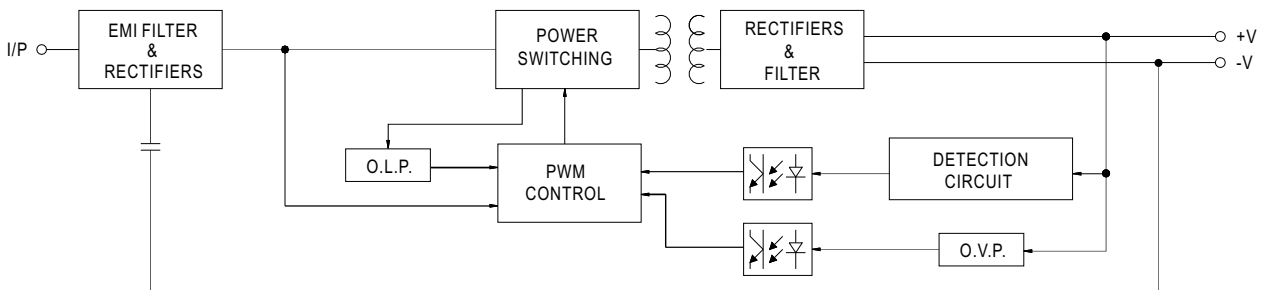 I/P
EMI FILTER
&
RECTIFIERS
POWER
SWITCHING
RECTIFIERS
&
FILTER
+V
-V
O.L.P.
PWM
CONTROL
DETECTION
CIRCUIT
O.V.P.